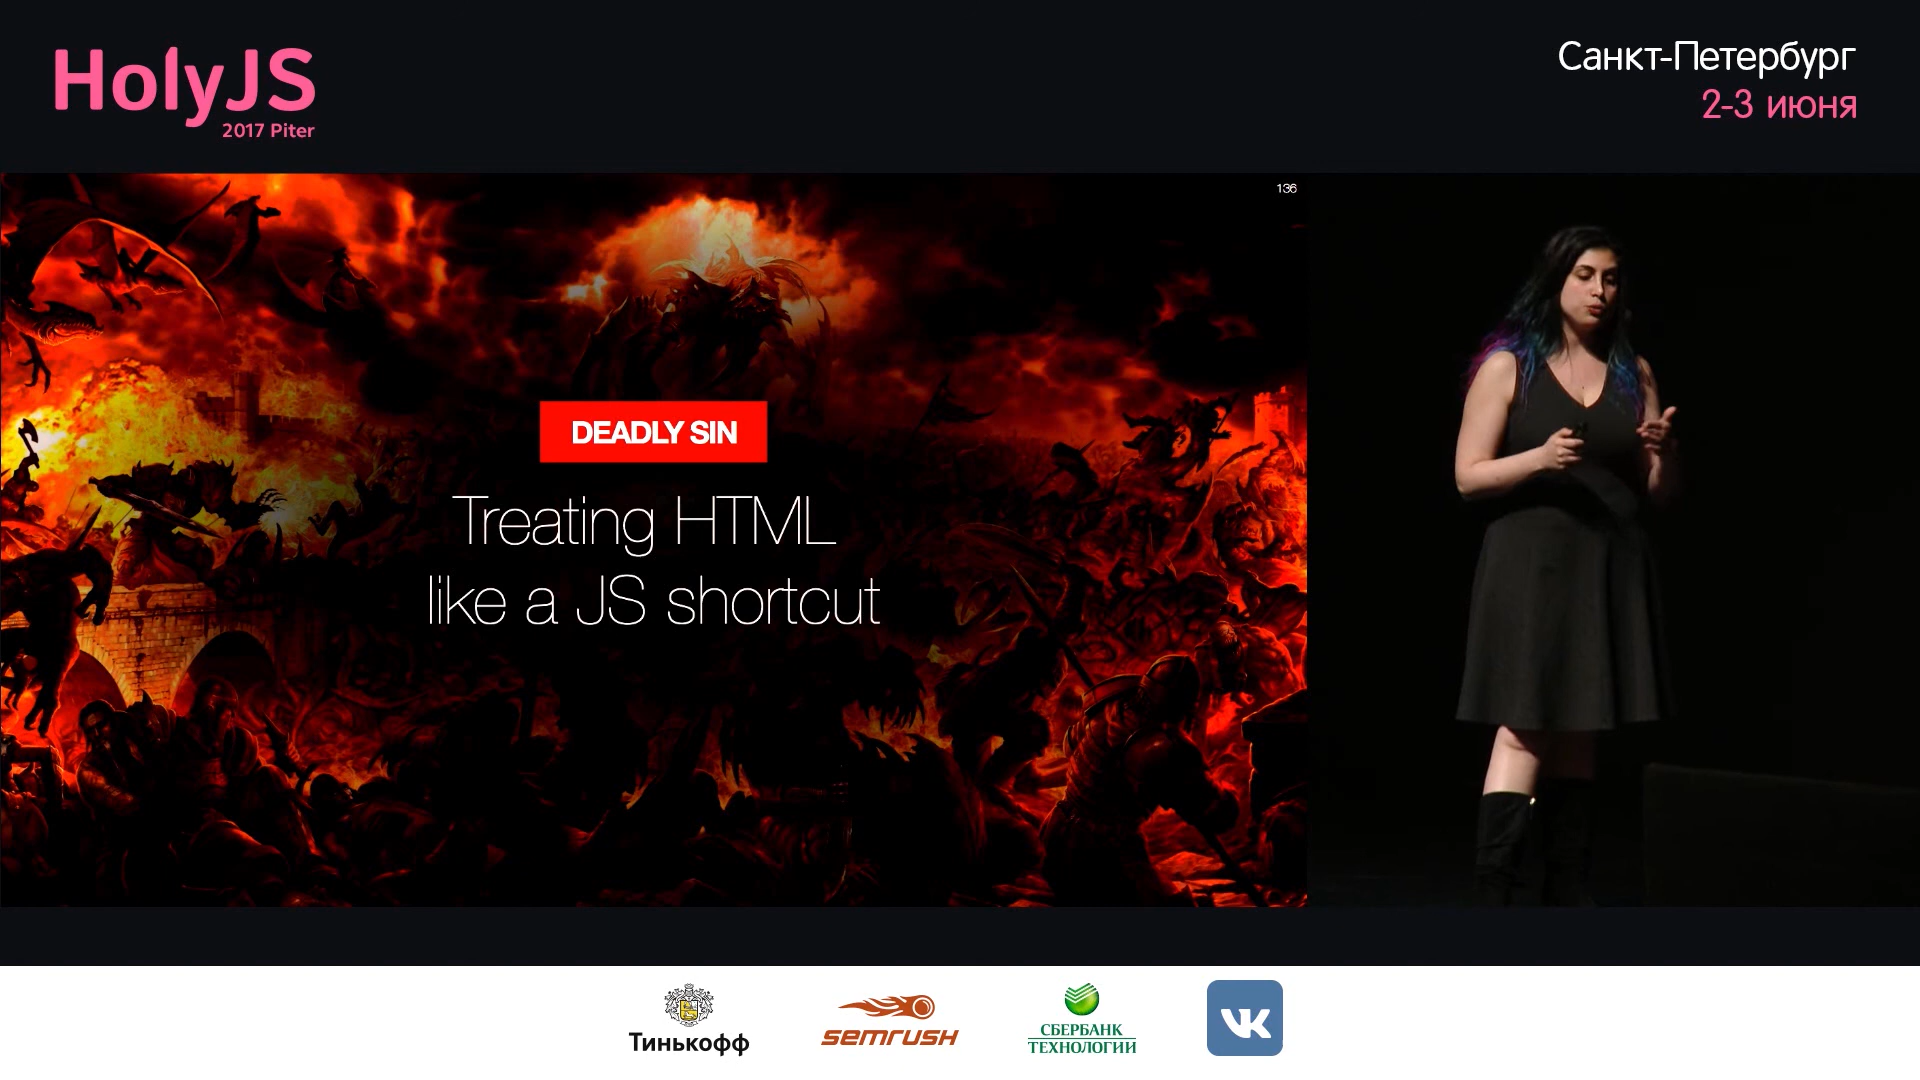 HolyJS
2017 Piter
Санкт-Петербург
2-3 июня
136
DEADLY SIN
Treating HTML
like a JS shortcut
Тинькофф
semrush
СБЕРБАНК
ТЕХНОЛОГИИ
VK